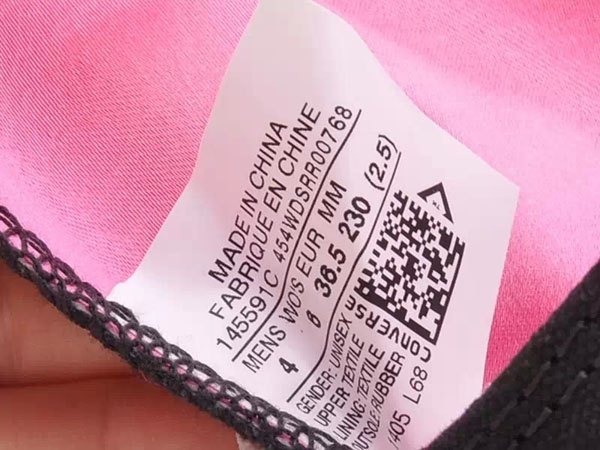 MADE IN CHINA
FABRIQUE EN CHINE
145591C 454WDSRR00768
MENS WO'S EUR MM
4 6 36.5 230 (2.5)
GENDER: UNISEX
UPPER: TEXTILE
LINING: TEXTILE
OUTSOLE:RUBBER
/405 L68
CONVERSE